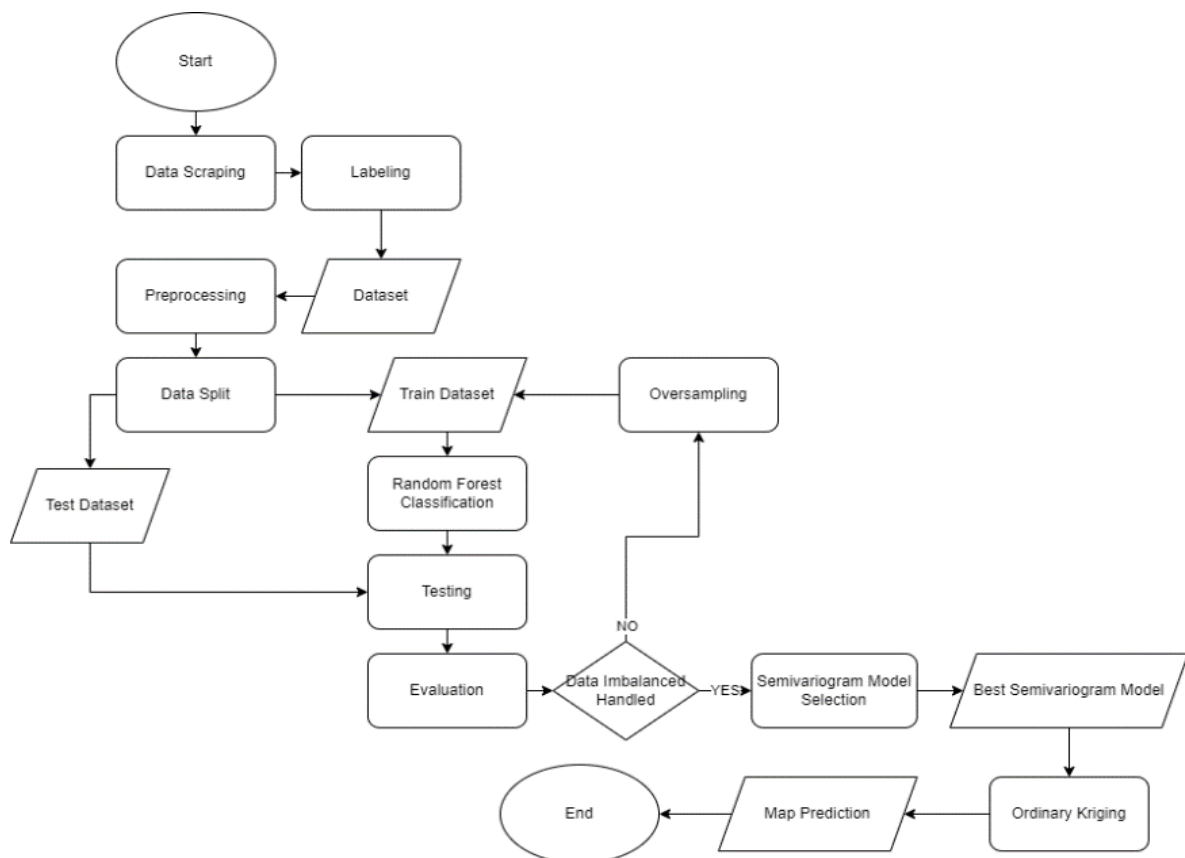 Start
Data Scraping
Labeling
Preprocessing
Dataset
Data Split
Train Dataset
Oversampling
Random Forest
Classification
Test Dataset
Testing
NO
Evaluation
Data Imbalanced
Handled
YES
Semivariogram Model
Selection
Best Semivariogram Model
End
Map Prediction
Ordinary Kriging